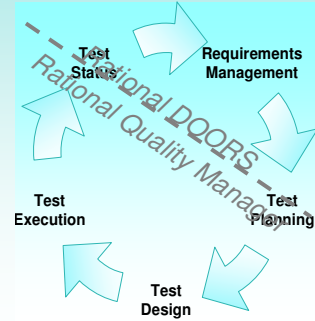 Test
Status
Requirements
Management
Rational DOORS
Rational Quality Manager
Test
Execution
Test
Planning
Test
Design